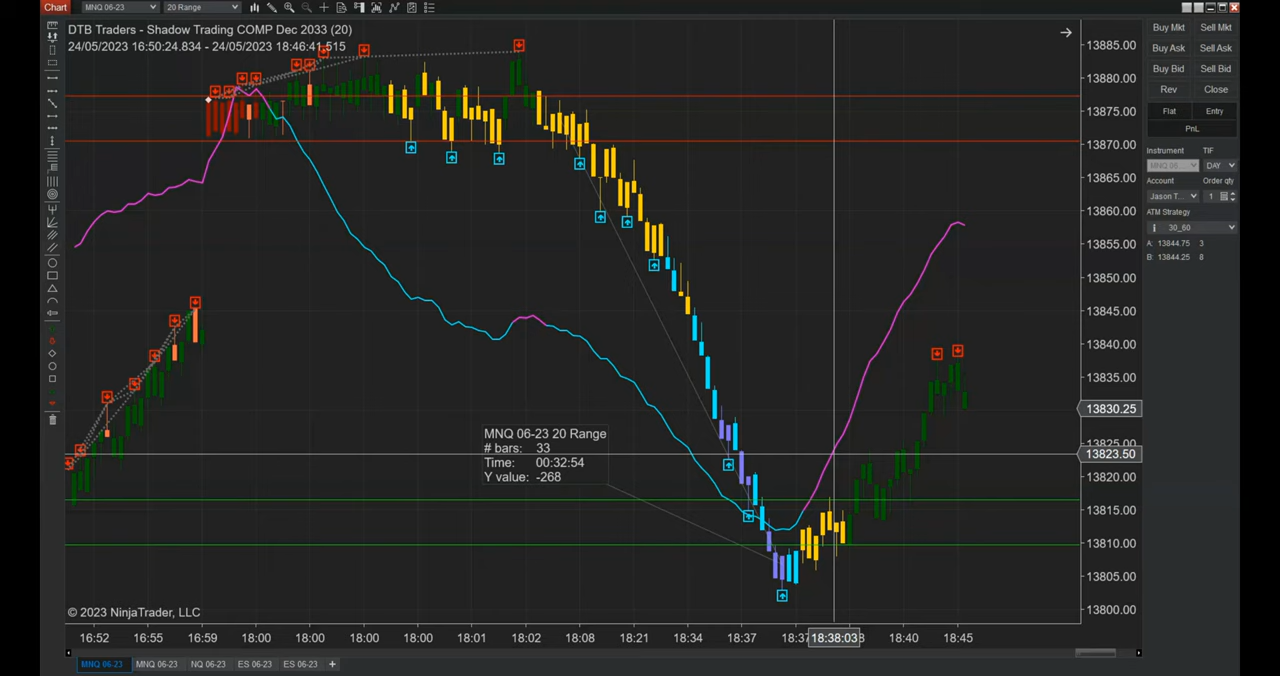 Chart MNQ 06-23 20 Range
DTB Traders - Shadow Trading COMP Dec 2033 (20)
24/05/2023 16:50:24.834 - 24/05/2023 18:46:41.515
MNQ 06-23 20 Range
# bars: 33
Time: 00:32:54
Y value: -268
© 2023 NinjaTrader, LLC
13885.00
13880.00
13875.00
13870.00
13865.00
13860.00
13855.00
13850.00
13845.00
13840.00
13835.00
13830.25
13825.00
13823.50
13820.00
13815.00
13810.00
13805.00
13800.00
16:52 16:55 16:59 18:00 18:00 18:00 18:01 18:02 18:08 18:21 18:34 18:37 18:37 18:38:03 18:40 18:45
MNQ 06-23 MNQ 06-23 NQ 06-23 ES 06-23 ES 06-23 +
Buy Mkt Sell Mkt
Buy Ask Sell Ask
Buy Bid Sell Bid
Rev Close
Flat Entry
PnL
Instrument TIF
MNQ 06... DAY
Account Order qty
Jason T... 1
ATM Strategy
30_60
A: 13844.75 3
B: 13844.25 8